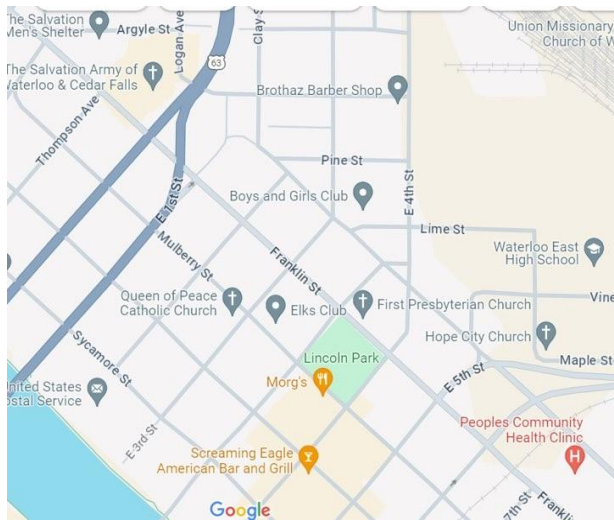 The Salvation
Men's Shelter
Argyle St
Logan Ave
Clay S
63
Union Missionary
Church of W
The Salvation Army of
Waterloo & Cedar Falls
Brothaz Barber Shop
Thompson Ave
Pine St
E 1st St
Boys and Girls Club
E 4th St
Lime St
Mulberry St
Franklin St
Waterloo East
High School
Queen of Peace
Catholic Church
Elks Club
First Presbyterian Church
Vine
Hope City Church
Sycamore St
Lincoln Park
Maple St
Morg's
E 5th St
United States
ostal Service
Peoples Community
Health Clinic
E 3rd St
Screaming Eagle
American Bar and Grill
H
Google
7th St
Frankli